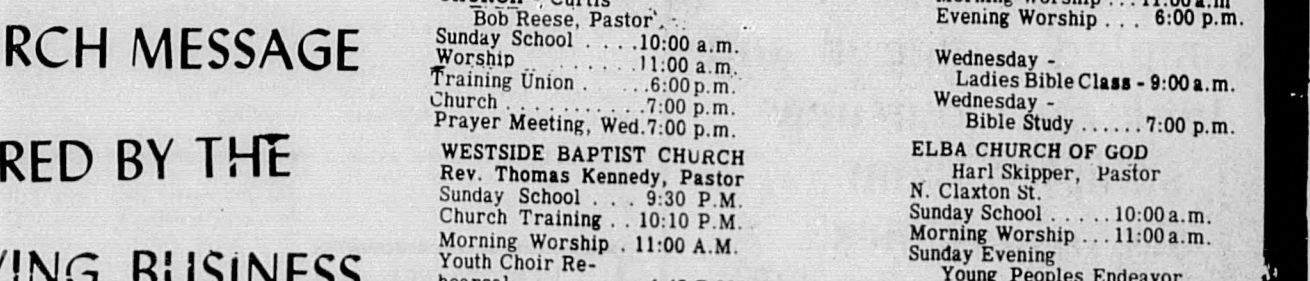 RCH MESSAGE
RED BY THE
BUSINESS
Curtis
Bob Reese, Pastor
Sunday School ....10:00 a.m.
Worship ........ 11:00 a.m.
Training Union . ....6:00 p.m.
Church ...........7:00 p.m.
Prayer Meeting, Wed.7:00 p.m.
WESTSIDE BAPTIST CHURCH
Rev. Thomas Kennedy, Pastor
Sunday School . . . 9:30 P.M.
Church Training . . 10:10 P.M.
Morning Worship . 11:00 A.M.
Youth Choir Re-
Evening Worship . . . 6:00 p.m.
Wednesday -
Ladies Bible Class - 9:00 a.m.
Wednesday -
Bible Study ......7:00 p.m.
ELBA CHURCH OF GOD
Harl Skipper, Pastor
N. Claxton St.
Sunday School ..... 10:00 a.m.
Morning Worship ... 11:00 a.m.
Sunday Evening
Young Peoples Endeavor